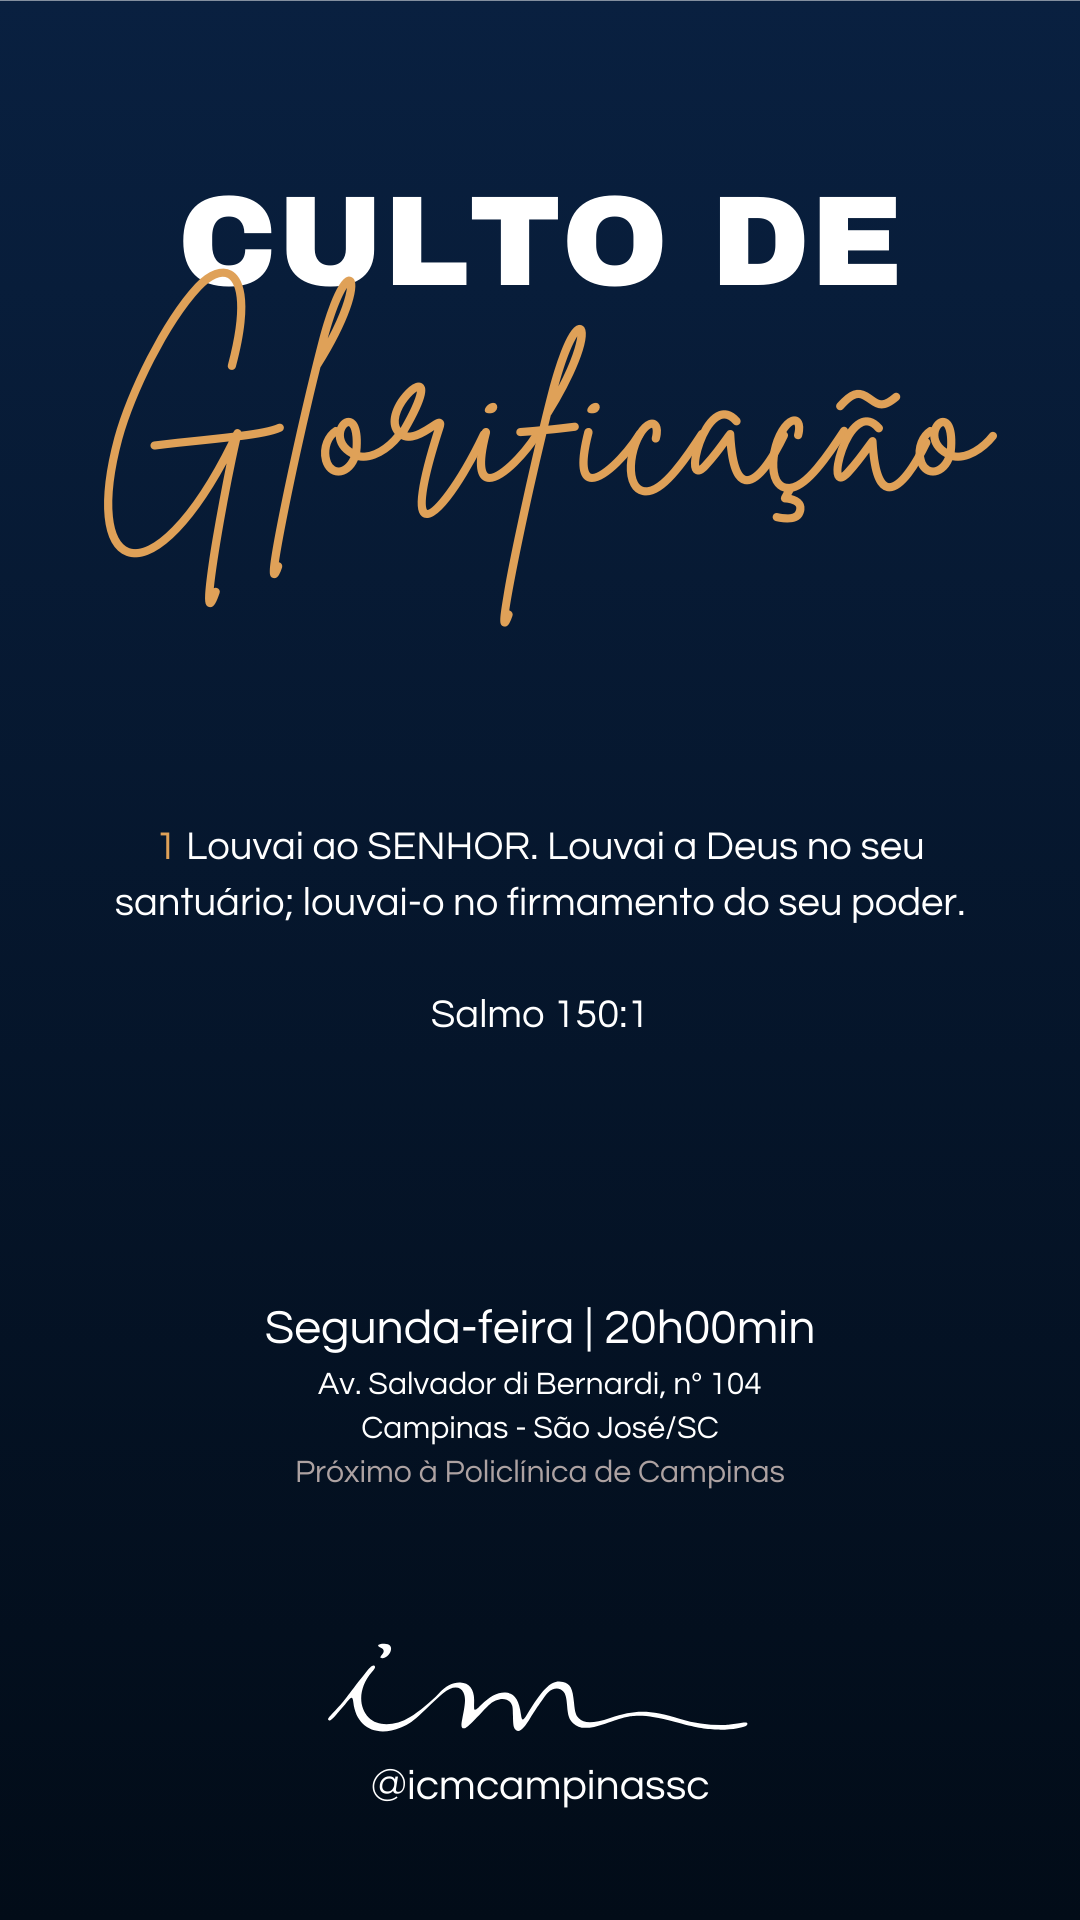 CULTO DE
Glorificação
1 Louvai ao SENHOR. Louvai a Deus no seu
santuário; louvai-o no firmamento do seu poder.
Salmo 150:1
Segunda-feira | 20h00min
Av. Salvador di Bernardi, nº 104
Campinas - São José/SC
Próximo à Policlínica de Campinas
im
@icmcampinassc